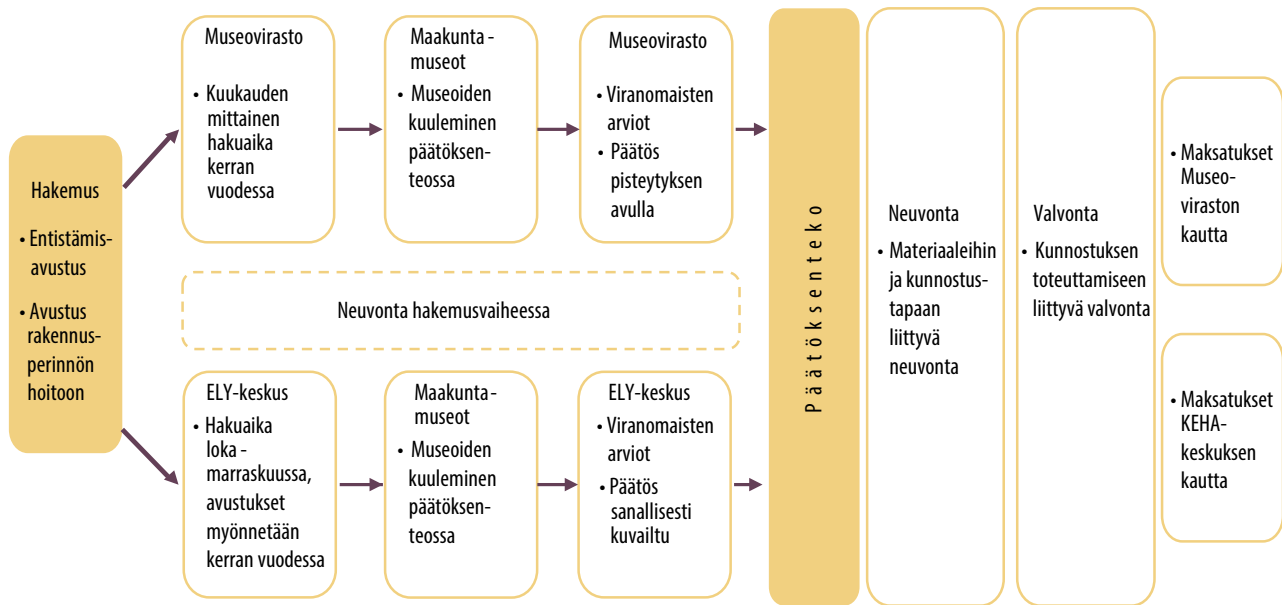 Hakemus
• Entistämis-
avustus
• Avustus
rakennus-
perinnön
hoitoon
Museovirasto
• Kuukauden
mittainen
hakuaika
kerran
vuodessa
Maakunta-
museot
• Museoiden
kuuleminen
päätöksen-
teossa
Museovirasto
• Viranomaisten
arviot
• Päätös
pisteytyksen
avulla
Neuvonta hakemusvaiheessa
ELY-keskus
• Hakuaika
loka-
marraskuussa,
avustukset
myönnetään
kerran vuodessa
Maakunta-
museot
• Museoiden
kuuleminen
päätöksen-
teossa
ELY-keskus
• Viranomaisten
arviot
• Päätös
sanallisesti
kuvailtu
Päätöksenteko
Neuvonta
• Materiaaleihin
ja kunnostus-
tapaan
liittyvä
neuvonta
Valvonta
• Kunnostuksen
toteuttamiseen
liittyvä valvonta
• Maksatukset
Museo-
viraston
kautta
• Maksatukset
KEHA-
keskuksen
kautta